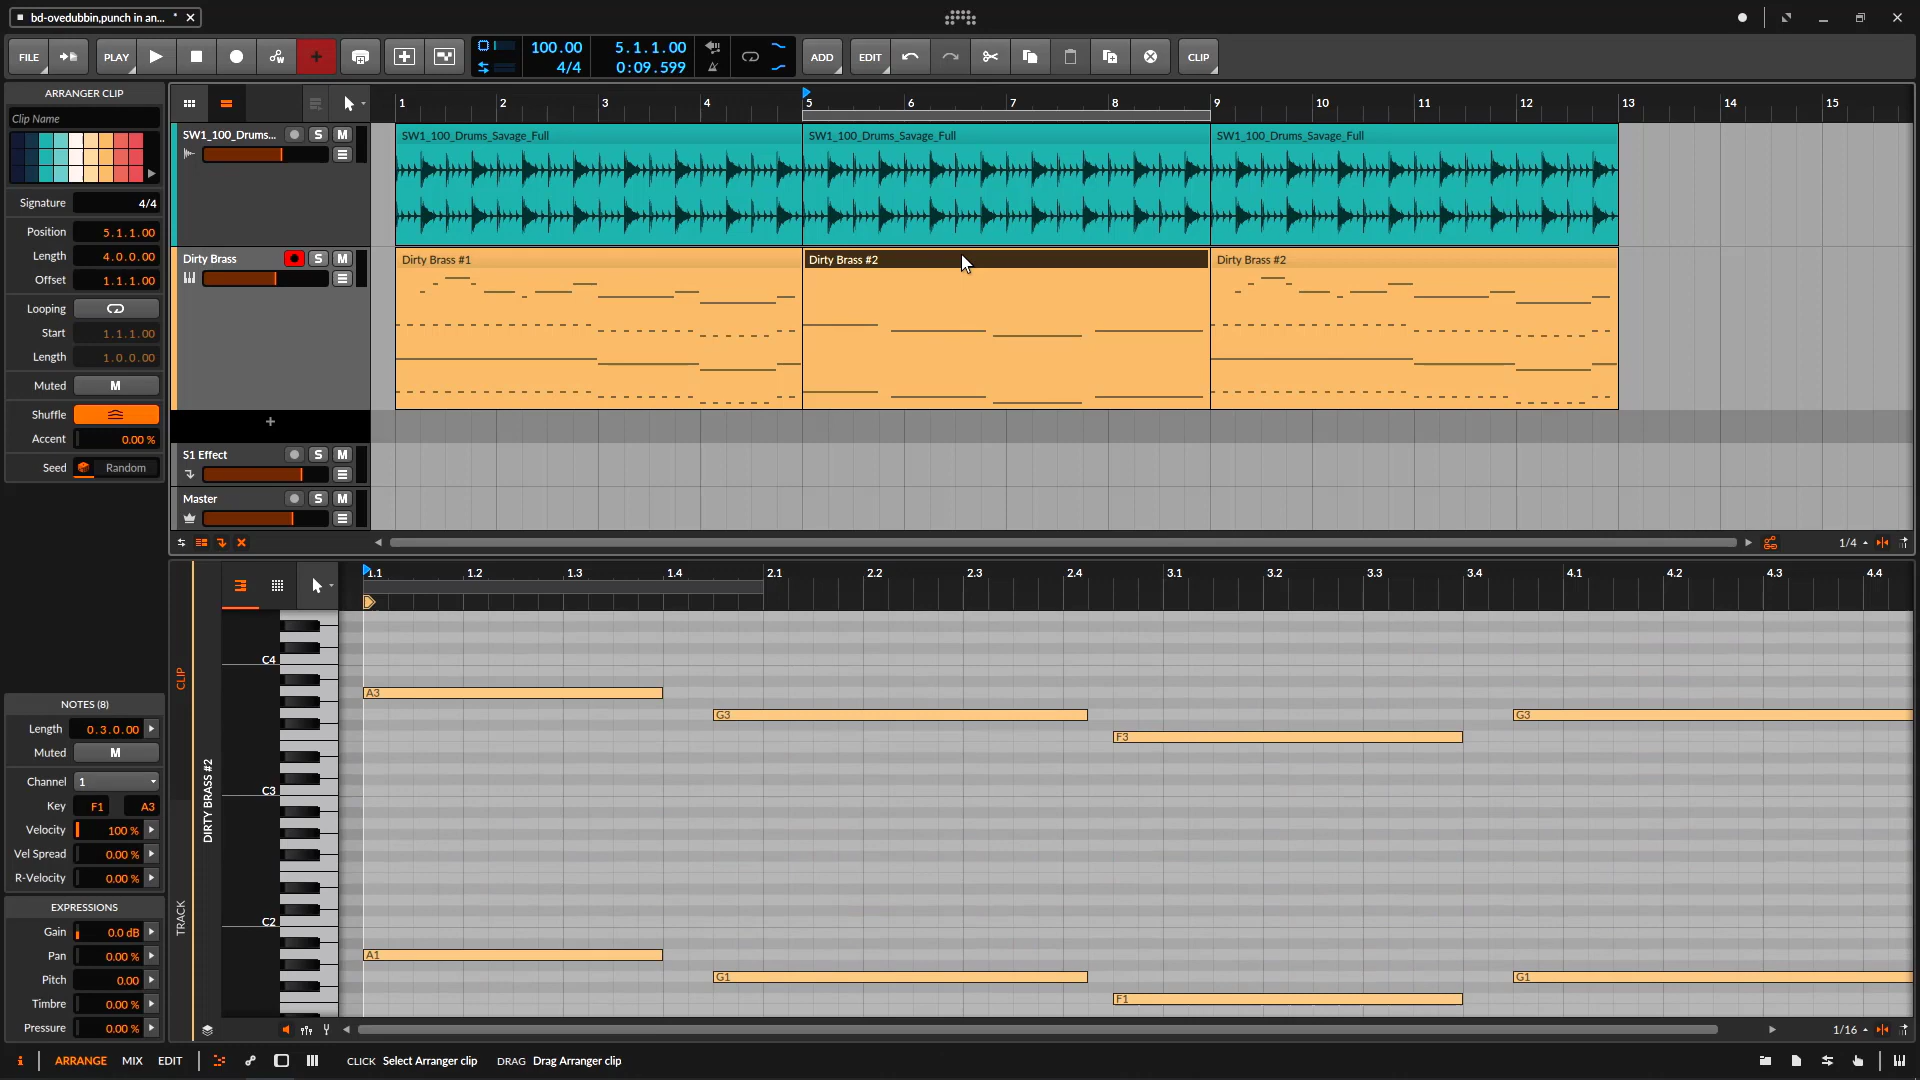 bd-ovedubbin,punch in an... *
FILE PLAY 100.00 4/4 5.1.1.00 0:09.599 ADD EDIT CLIP
ARRANGER CLIP
Clip Name
Signature 4/4
Position 5.1.1.00
Length 4.0.0.00
Offset 1.1.1.00
Looping
Start 1.1.1.00
Length 1.0.0.00
Muted M
Shuffle
Accent 0.00 %
Seed Random
1 2 3 4 5 6 7 8 9 10 11 12 13 14 15
SW1_100_Drums... S M
SW1_100_Drums_Savage_Full SW1_100_Drums_Savage_Full SW1_100_Drums_Savage_Full
Dirty Brass S M
Dirty Brass #1 Dirty Brass #2 Dirty Brass #2
S1 Effect S M
Master S M
1/4
1.1 1.2 1.3 1.4 2.1 2.2 2.3 2.4 3.1 3.2 3.3 3.4 4.1 4.2 4.3 4.4
CLIP
TRACK
DIRTY BRASS #2
C4
A3
G3 G3
F3
C3
C2
A1
G1 G1
F1
1/16
NOTES (8)
Length 0.3.0.00
Muted M
Channel 1
Key F1 A3
Velocity 100 %
Vel Spread 0.00 %
R-Velocity 0.00 %
EXPRESSIONS
Gain 0.0 dB
Pan 0.00 %
Pitch 0.00
Timbre 0.00 %
Pressure 0.00 %
i ARRANGE MIX EDIT CLICK Select Arranger clip DRAG Drag Arranger clip